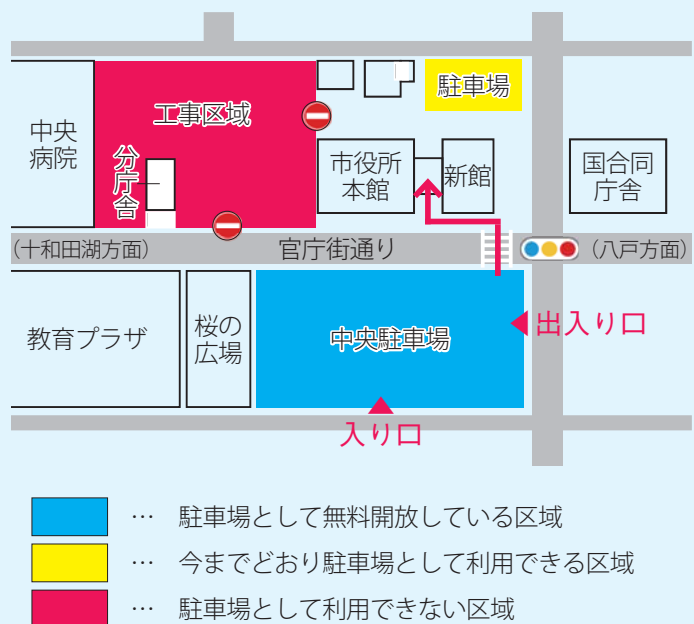 駐車場
工事区域
中央
病院
分庁舎
市役所
本館
新館
国合同
庁舎
(十和田湖方面)
官庁街通り
(八戸方面)
教育プラザ
桜の
広場
中央駐車場
出入り口
入り口
… 駐車場として無料開放している区域
… 今までどおり駐車場として利用できる区域
… 駐車場として利用できない区域